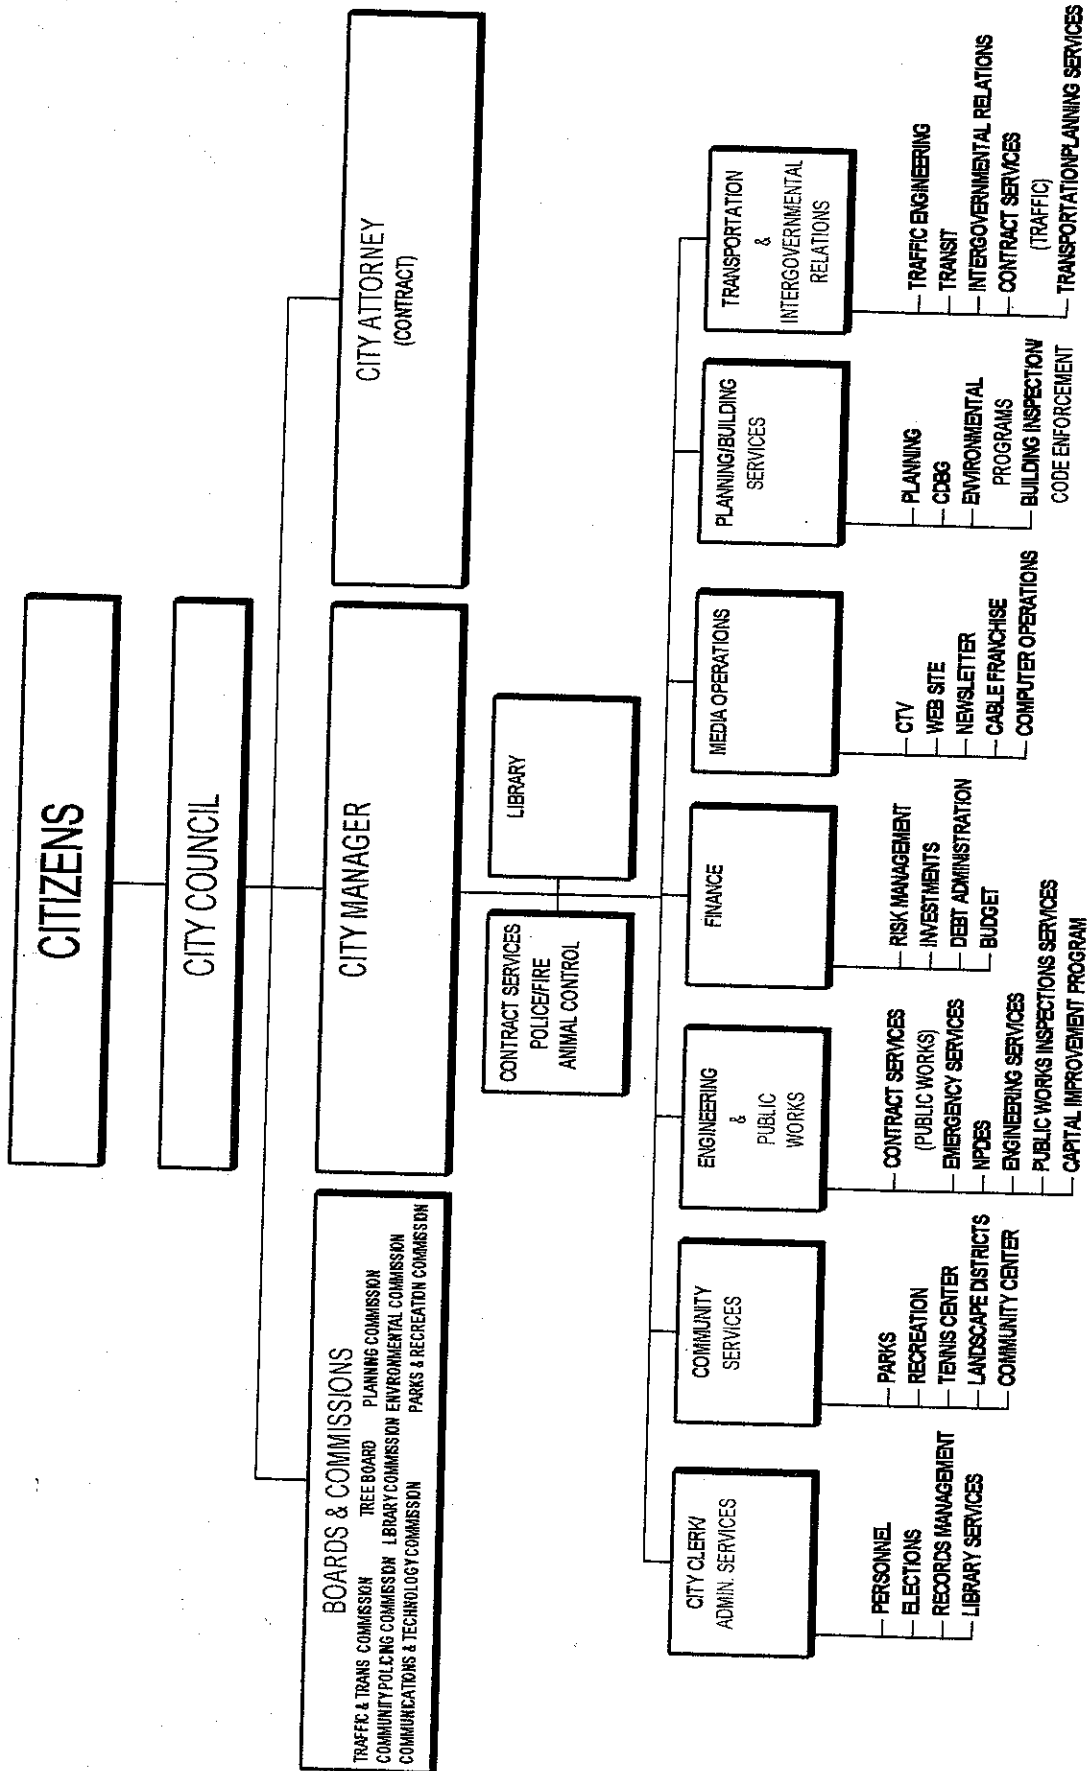 CITIZENS
CITY COUNCIL
BOARDS & COMMISSIONS
TRAFFIC & TRANS COMMISSION TREE BOARD PLANNING COMMISSION
COMMUNITY POLICING COMMISSION LIBRARY COMMISSION ENVIRONMENTAL COMMISSION
COMMUNICATIONS & TECHNOLOGY COMMISSION PARKS & RECREATION COMMISSION
CITY MANAGER
CITY ATTORNEY
(CONTRACT)
CONTRACT SERVICES
POLICE/FIRE
ANIMAL CONTROL
LIBRARY
CITY CLERK/
ADMIN. SERVICES
PERSONNEL
ELECTIONS
RECORDS MANAGEMENT
LIBRARY SERVICES
COMMUNITY
SERVICES
PARKS
RECREATION
TENNIS CENTER
LANDSCAPE DISTRICTS
COMMUNITY CENTER
ENGINEERING
&
PUBLIC
WORKS
CONTRACT SERVICES
(PUBLIC WORKS)
EMERGENCY SERVICES
NPDES
ENGINEERING SERVICES
PUBLIC WORKS INSPECTIONS SERVICES
CAPITAL IMPROVEMENT PROGRAM
FINANCE
RISK MANAGEMENT
INVESTMENTS
DEBT ADMINISTRATION
BUDGET
MEDIA OPERATIONS
CTV
WEB SITE
NEWSLETTER
CABLE FRANCHISE
COMPUTER OPERATIONS
PLANNING/BUILDING
SERVICES
PLANNING
CDBG
ENVIRONMENTAL
PROGRAMS
BUILDING INSPECTION/
CODE ENFORCEMENT
TRANSPORTATION
&
INTERGOVERNMENTAL
RELATIONS
TRAFFIC ENGINEERING
TRANSIT
INTERGOVERNMENTAL RELATIONS
CONTRACT SERVICES
(TRAFFIC)
TRANSPORTATION PLANNING SERVICES